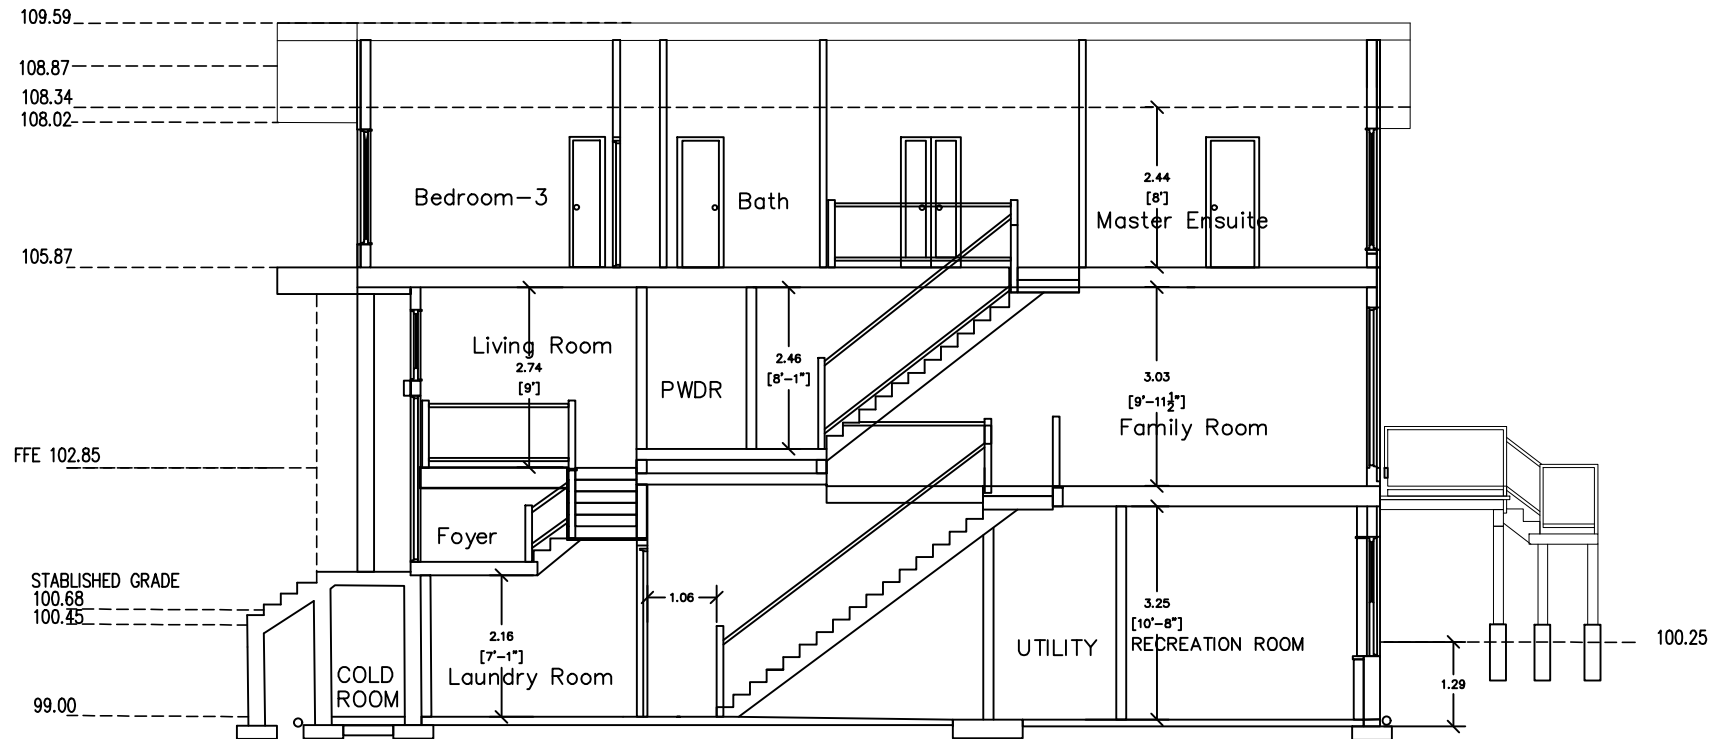 109.59
108.87
108.34
108.02
Bedroom-3
Bath
2.44
[8']
Master Ensuite
105.87
Living Room
2.74
[9']
PWDR
2.46
[8'-1"]
3.03
[9'-11½"]
Family Room
FFE 102.85
Foyer
STABLISHED GRADE
100.68
100.45
1.06
3.25
[10'-8"]
RECREATION ROOM
UTILITY
100.25
2.16
[7'-1"]
Laundry Room
COLD
ROOM
1.29
99.00